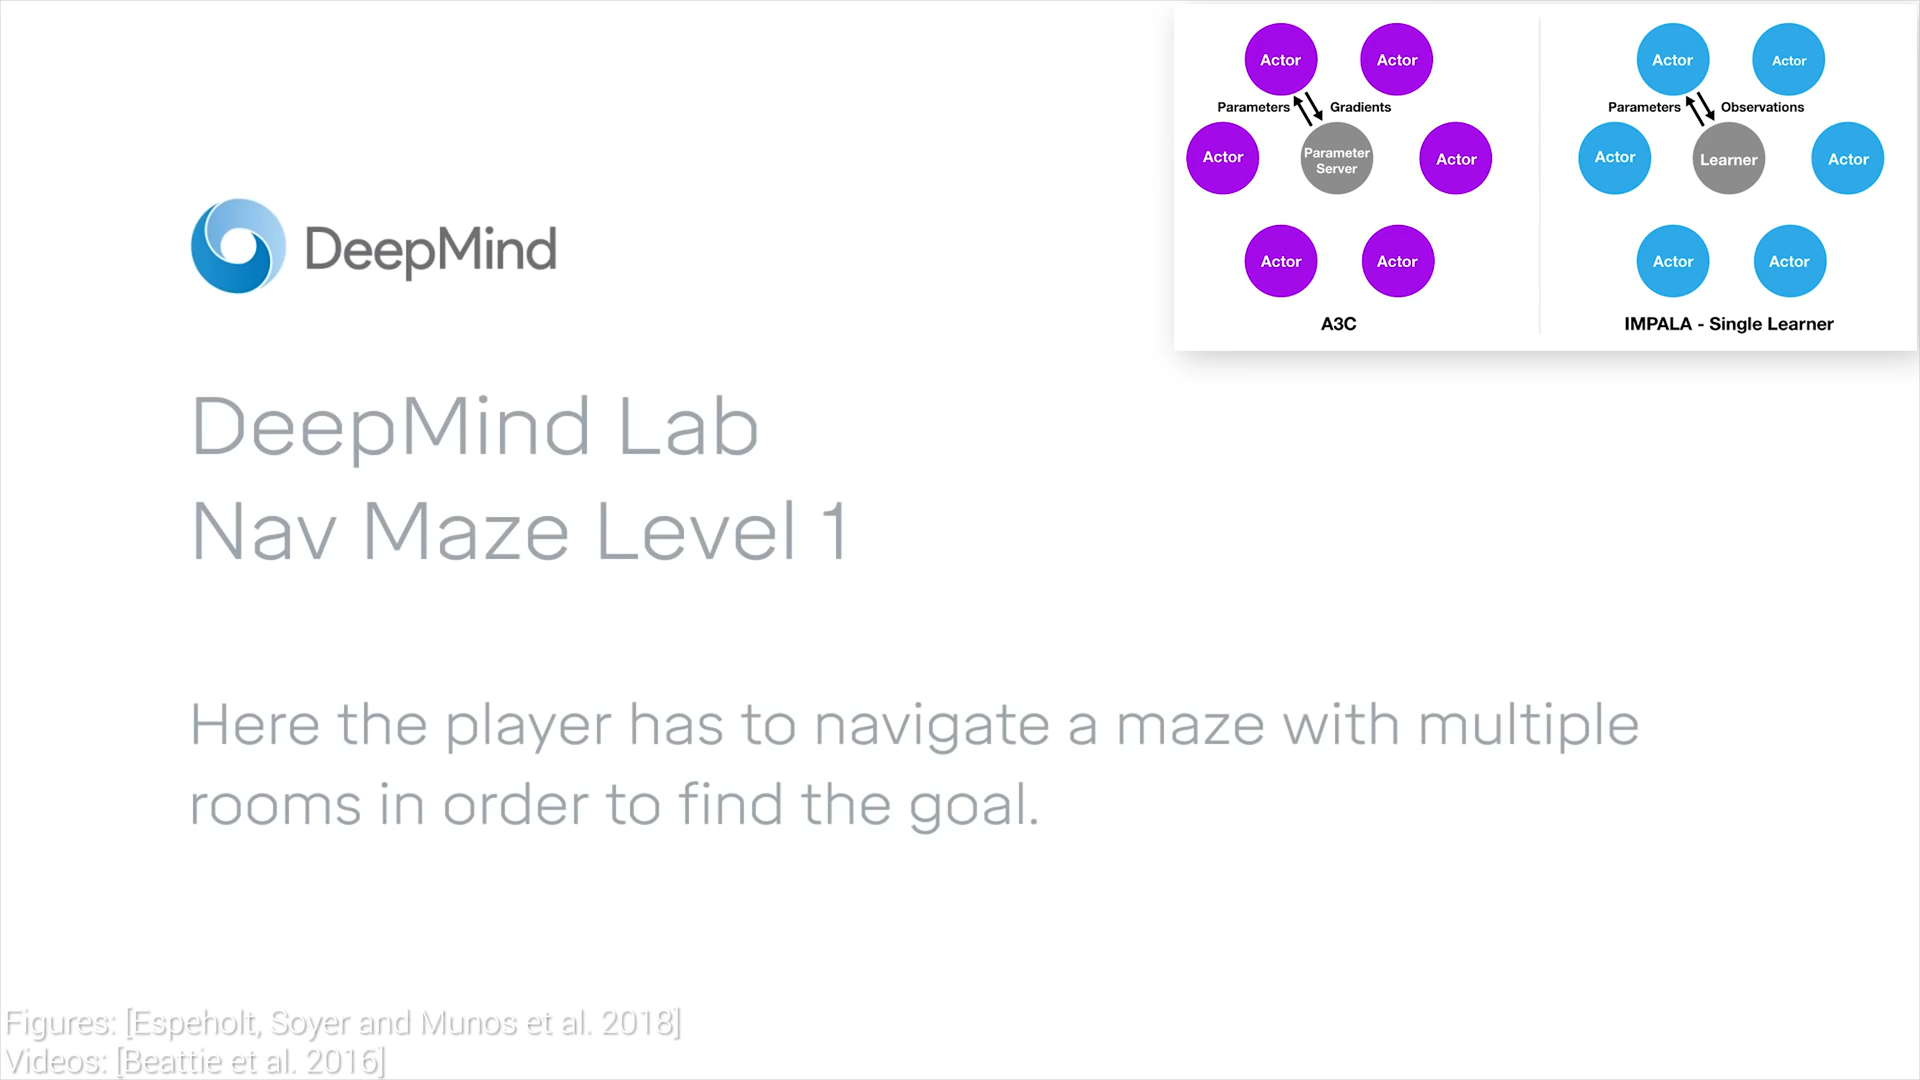 DeepMind
DeepMind Lab
Nav Maze Level 1
Here the player has to navigate a maze with multiple
rooms in order to find the goal.
Actor
Actor
Parameters
Gradients
Actor
Parameter
Server
Actor
Actor
Actor
A3C
Actor
Actor
Parameters
Observations
Actor
Learner
Actor
Actor
Actor
IMPALA - Single Learner
Figures: [Espeholt, Soyer and Munos et al. 2018]
Videos: [Beattie et al. 2016]